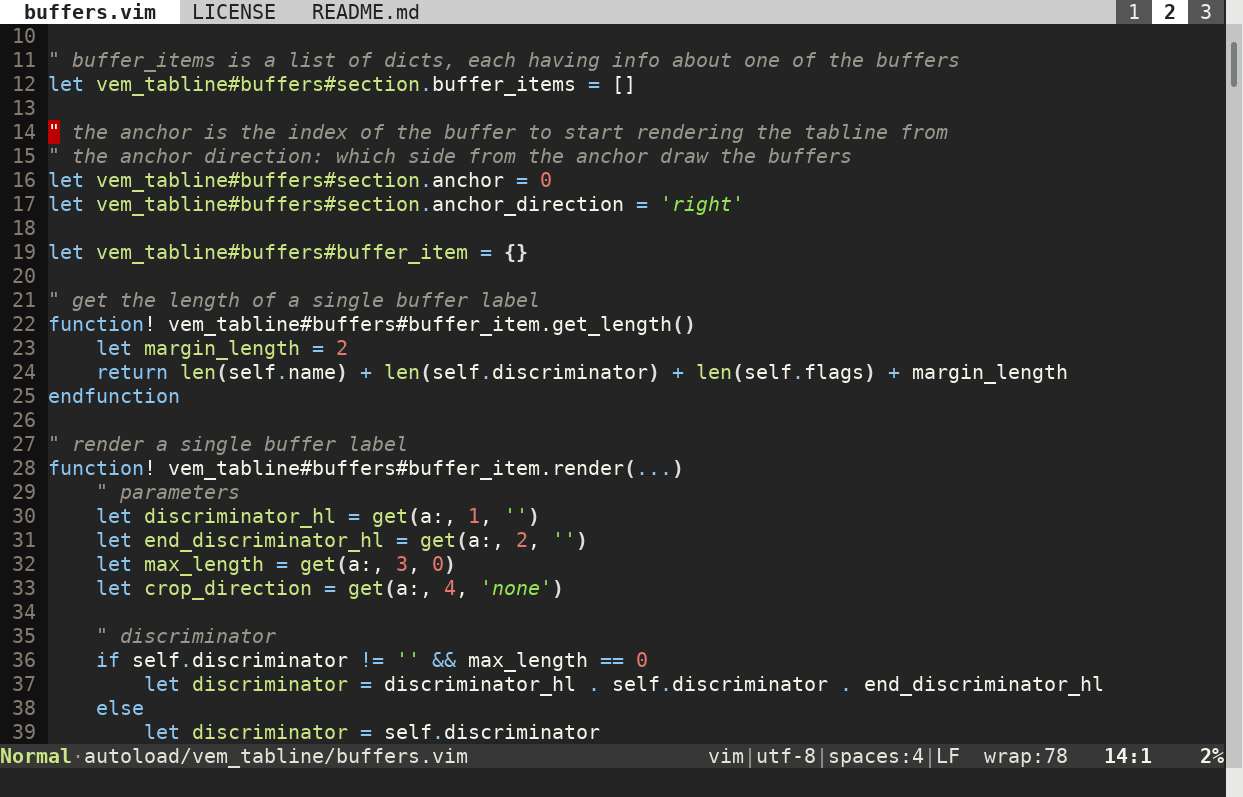 buffers.vim LICENSE README.md 1 2 3
10
11 " buffer_items is a list of dicts, each having info about one of the buffers
12 let vem_tabline#buffers#section.buffer_items = []
13
14 " the anchor is the index of the buffer to start rendering the tabline from
15 " the anchor direction: which side from the anchor draw the buffers
16 let vem_tabline#buffers#section.anchor = 0
17 let vem_tabline#buffers#section.anchor_direction = 'right'
18
19 let vem_tabline#buffers#buffer_item = {}
20
21 " get the length of a single buffer label
22 function! vem_tabline#buffers#buffer_item.get_length()
23     let margin_length = 2
24     return len(self.name) + len(self.discriminator) + len(self.flags) + margin_length
25 endfunction
26
27 " render a single buffer label
28 function! vem_tabline#buffers#buffer_item.render(...)
29     " parameters
30     let discriminator_hl = get(a:, 1, '')
31     let end_discriminator_hl = get(a:, 2, '')
32     let max_length = get(a:, 3, 0)
33     let crop_direction = get(a:, 4, 'none')
34
35     " discriminator
36     if self.discriminator != '' && max_length == 0
37         let discriminator = discriminator_hl . self.discriminator . end_discriminator_hl
38     else
39         let discriminator = self.discriminator
Normal·autoload/vem_tabline/buffers.vim vim|utf-8|spaces:4|LF wrap:78 14:1 2%